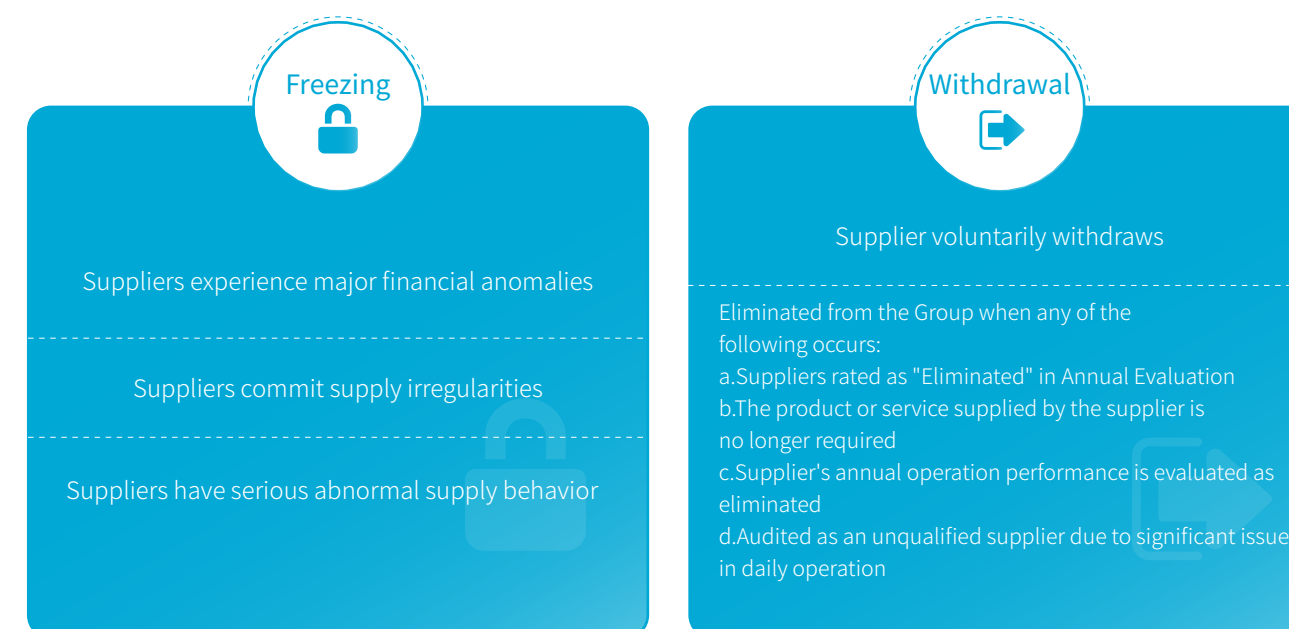 Freezing
Suppliers experience major financial anomalies
Suppliers commit supply irregularities
Suppliers have serious abnormal supply behavior
Withdrawal
Supplier voluntarily withdraws
Eliminated from the Group when any of the
following occurs:
a.Suppliers rated as "Eliminated" in Annual Evaluation
b.The product or service supplied by the supplier is
no longer required
c.Supplier's annual operation performance is evaluated as
eliminated
d.Audited as an unqualified supplier due to significant issue
in daily operation